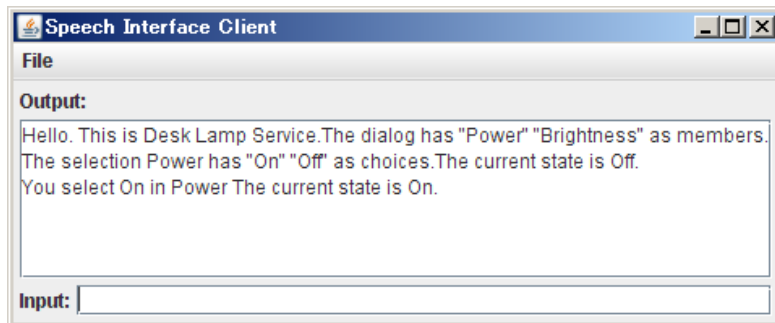 Speech Interface Client
File
Output:
Hello. This is Desk Lamp Service.The dialog has "Power" "Brightness" as members.
The selection Power has "On" "Off" as choices.The current state is Off.
You select On in Power The current state is On.
Input: